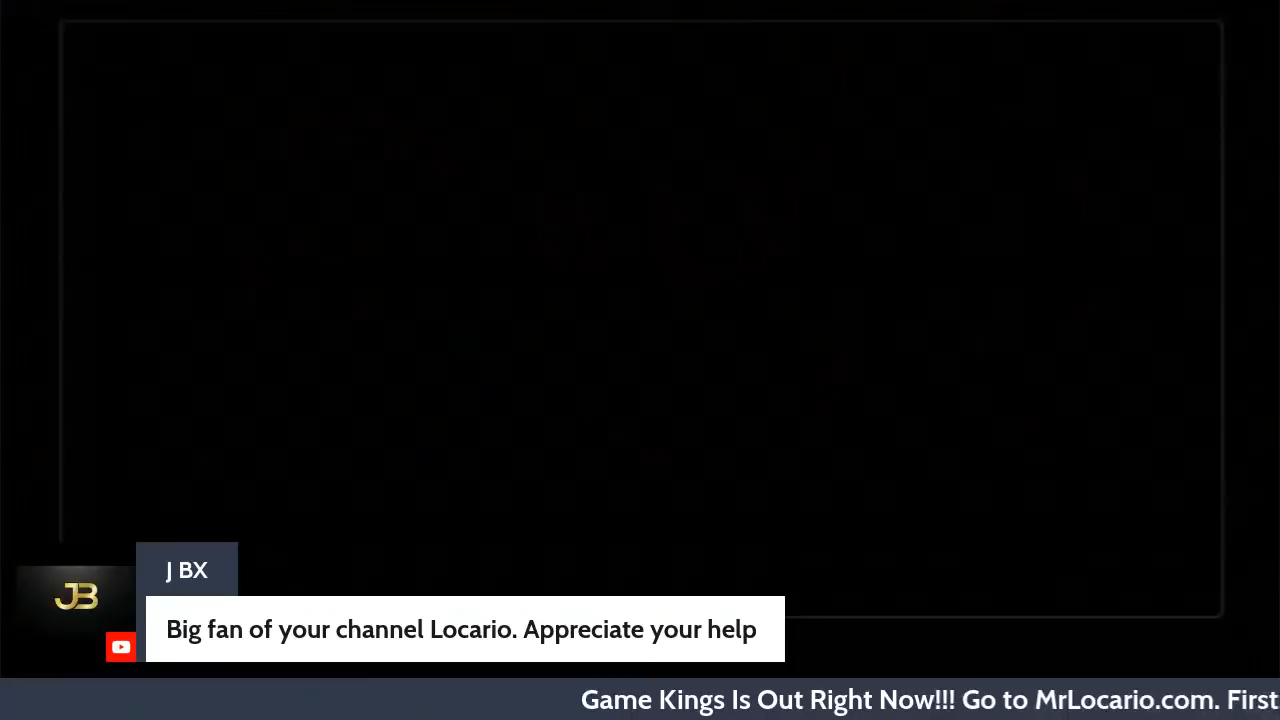 J BX
JB
Big fan of your channel Locario. Appreciate your help
Game Kings Is Out Right Now!!! Go to MrLocario.com. First